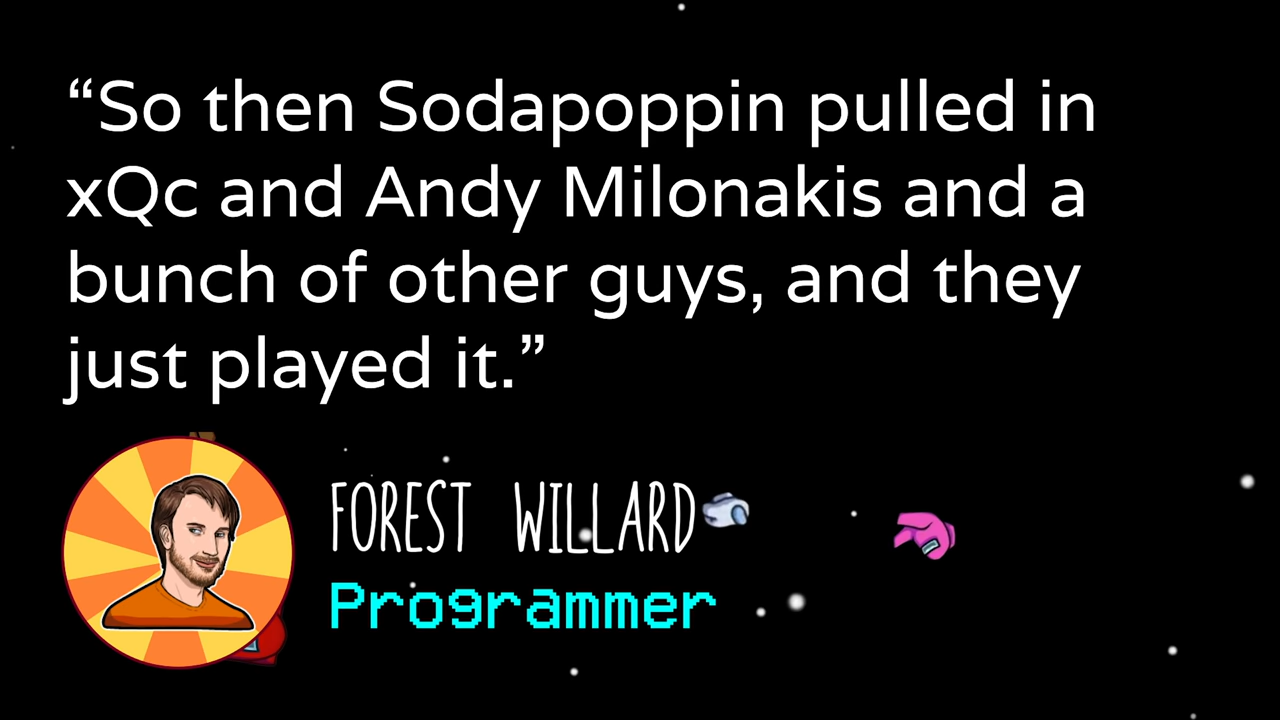 “So then Sodapoppin pulled in
xQc and Andy Milonakis and a
bunch of other guys, and they
just played it.”
FOREST WILLARD
Programmer